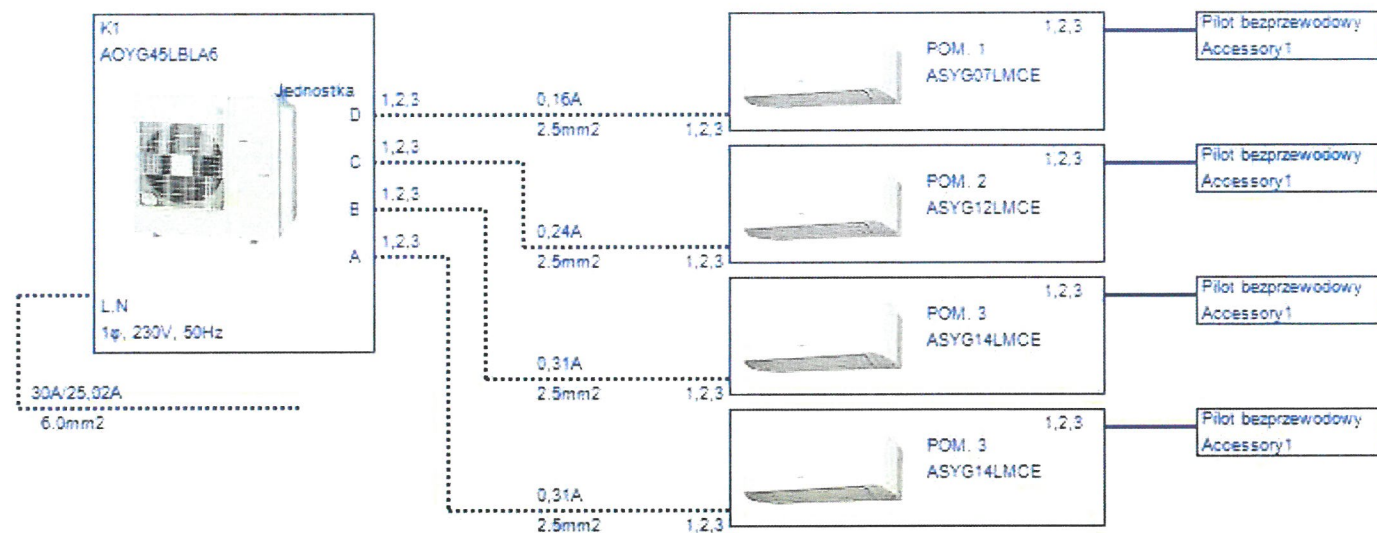 K1
AOYG45LBLA6
Jednostka
D
1,2,3
C
1,2,3
B
1,2,3
A
1,2,3
L.N
1φ, 230V, 50Hz
30A/25,02A
6.0mm2
0,16A
2.5mm2
1,2,3
1,2,3
POM. 1
ASYG07LMCE
Pilot bezprzewodowy
Accessory1
0,24A
2.5mm2
1,2,3
1,2,3
POM. 2
ASYG12LMCE
Pilot bezprzewodowy
Accessory1
0,31A
2.5mm2
1,2,3
1,2,3
POM. 3
ASYG14LMCE
Pilot bezprzewodowy
Accessory1
0,31A
2.5mm2
1,2,3
1,2,3
POM. 3
ASYG14LMCE
Pilot bezprzewodowy
Accessory1